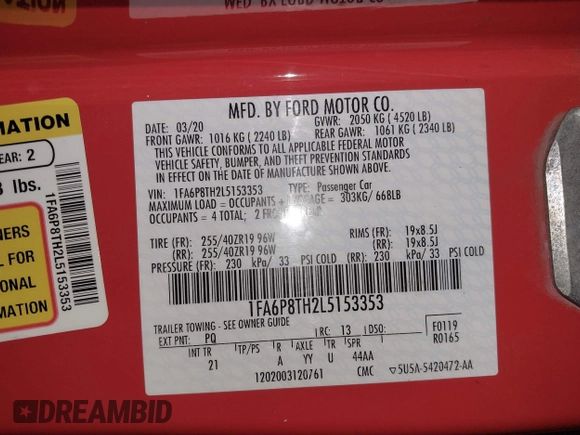 MFD. BY FORD MOTOR CO.
DATE: 03/20 GVWR: 2050 KG ( 4520 LB)
FRONT GAWR: 1016 KG ( 2240 LB) REAR GAWR: 1061 KG ( 2340 LB)
THIS VEHICLE CONFORMS TO ALL APPLICABLE FEDERAL MOTOR
VEHICLE SAFETY, BUMPER, AND THEFT PREVENTION STANDARDS
IN EFFECT ON THE DATE OF MANUFACTURE SHOWN ABOVE.
VIN: 1FA6P8TH2L5153353 TYPE: Passenger Car
MAXIMUM LOAD = OCCUPANTS + LUGGAGE = 303KG/ 668LB
OCCUPANTS = 4 TOTAL; 2 FR
TIRE (FR): 255/40ZR19 96W RIMS (FR): 19x8.5J
(RR): 255/40ZR19 96W (RR): 19x8.5J
PRESSURE (FR): 230 kPa/ 33 PSI COLD (RR): 230 kPa/ 33 PSI COLD
1FA6P8TH2L5153353
TRAILER TOWING - SEE OWNER GUIDE
EXT PNT: PQ RC: 13 DSO: F0119
R0165
INT TR TP/PS R AXLE TR SPR
21 A YY U 44AA
1202003120761 CMC 5U5A-5420472-AA
MATION
EAR: 2
lbs.
1FA6P8TH2L5153353
NERS
L FOR
ONAL
MATION
DREAMBID